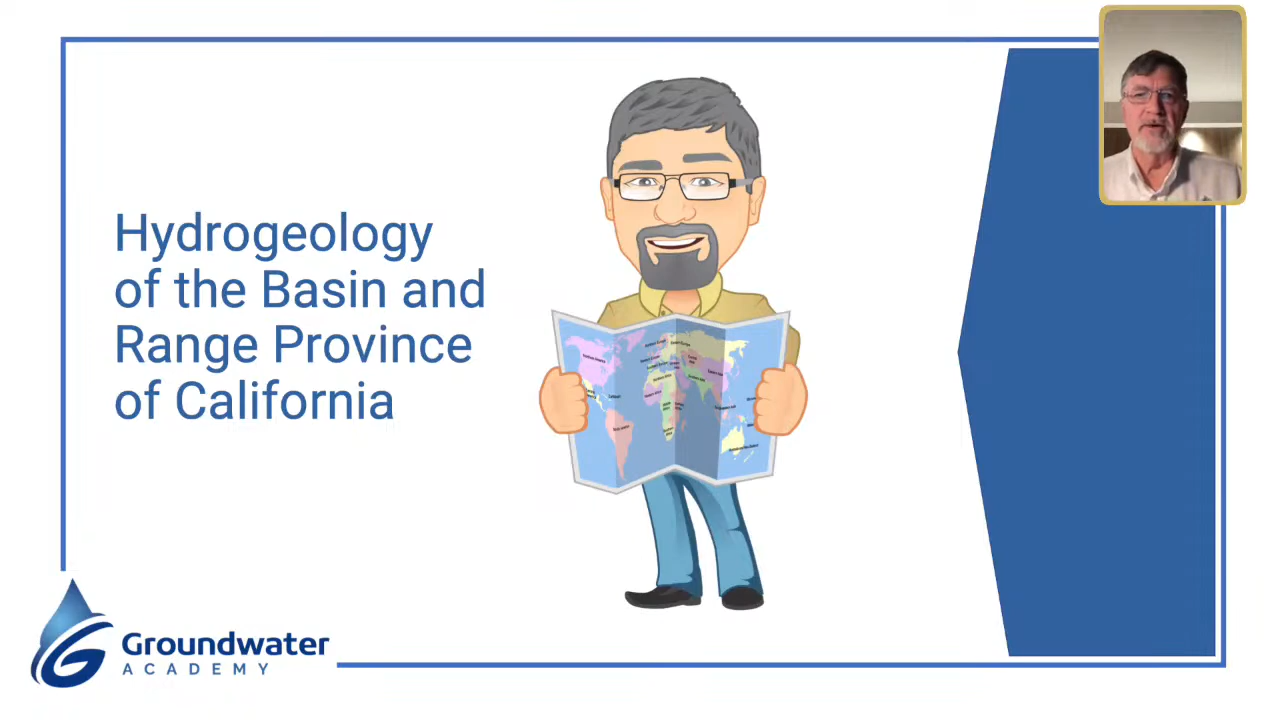 Hydrogeology
of the Basin and
Range Province
of California
Groundwater
ACADEMY